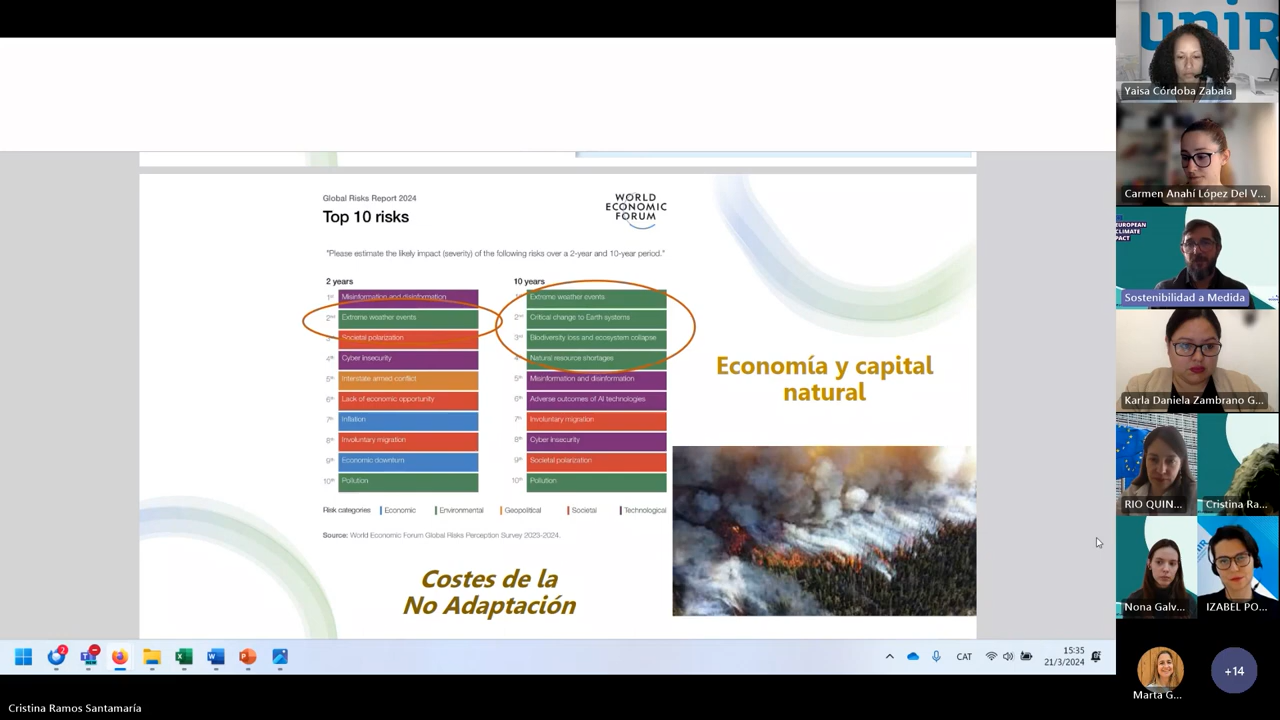 Global Risks Report 2024
Top 10 risks
WORLD
ECONOMIC
FORUM
"Please estimate the likely impact (severity) of the following risks over a 2-year and 10-year period."
2 years
1st Misinformation and disinformation
2nd Extreme weather events
3rd Societal polarization
4th Cyber insecurity
5th Interstate armed conflict
6th Lack of economic opportunity
7th Inflation
8th Involuntary migration
9th Economic downturn
10th Pollution
10 years
1st Extreme weather events
2nd Critical change to Earth systems
3rd Biodiversity loss and ecosystem collapse
4th Natural resource shortages
5th Misinformation and disinformation
6th Adverse outcomes of AI technologies
7th Involuntary migration
8th Cyber insecurity
9th Societal polarization
10th Pollution
Risk categories Economic Environmental Geopolitical Societal Technological
Source: World Economic Forum Global Risks Perception Survey 2023-2024.
Economía y capital
natural
Costes de la
No Adaptación
unir
Yaisa Córdoba Zabala
Carmen Anahí López Del V...
EUROPEAN
CLIMATE
PACT
Sostenibilidad a Medida
Karla Daniela Zambrano G...
RIO QUIN...
Cristina Ra...
Nona Galv...
IZABEL PO...
Marta G...
+14
2
CAT
15:35
21/3/2024
Cristina Ramos Santamaría